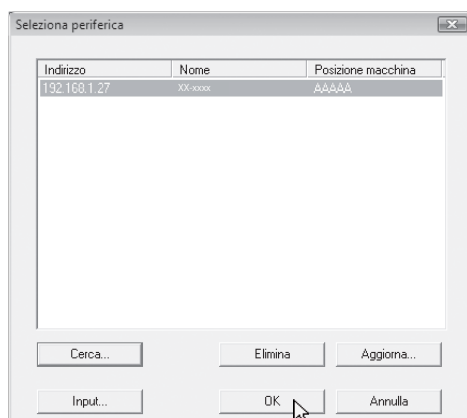 Seleziona periferica
Indirizzo Nome Posizione macchina
192.168.1.27 XX-xxxx AAAAA
Cerca... Elimina Aggiorna...
Input... OK Annulla